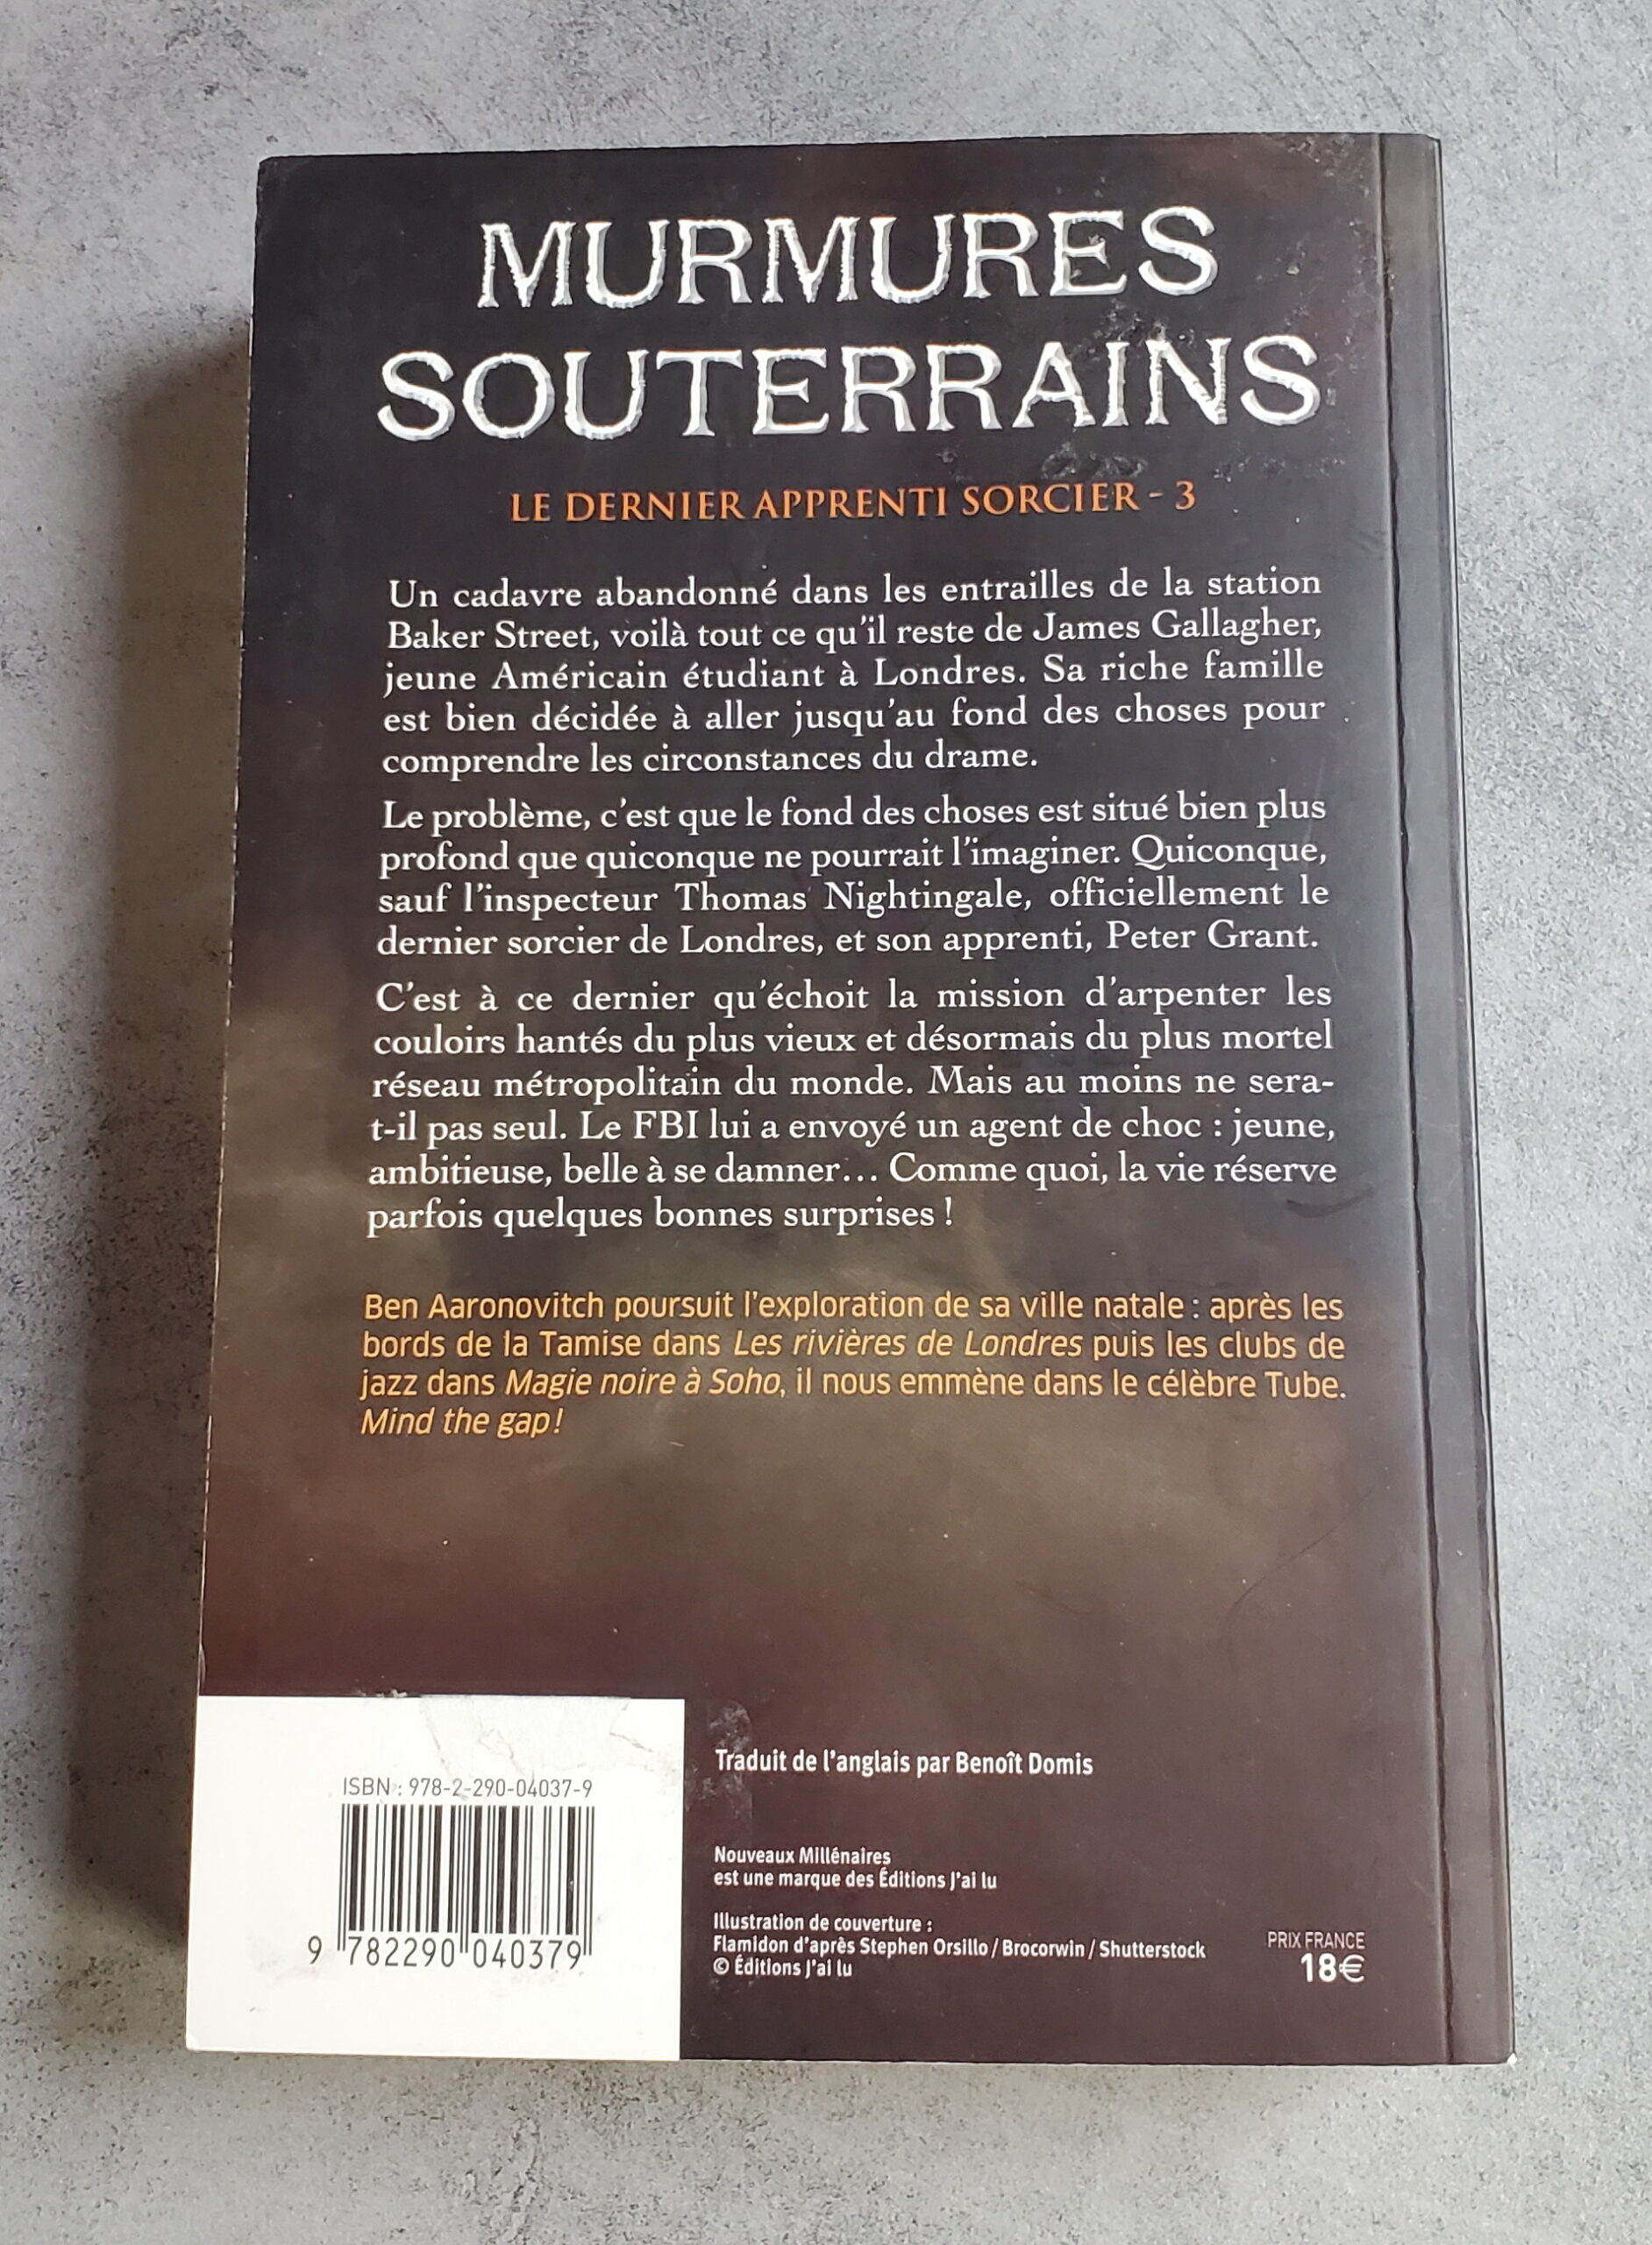 MURMURES
SOUTERRAINS
LE DERNIER APPRENTI SORCIER - 3
Un cadavre abandonné dans les entrailles de la station
Baker Street, voilà tout ce qu'il reste de James Gallagher,
jeune Américain étudiant à Londres. Sa riche famille
est bien décidée à aller jusqu'au fond des choses pour
comprendre les circonstances du drame.
Le problème, c'est que le fond des choses est situé bien plus
profond que quiconque ne pourrait l'imaginer. Quiconque,
sauf l'inspecteur Thomas Nightingale, officiellement le
dernier sorcier de Londres, et son apprenti, Peter Grant.
C'est à ce dernier qu'échoit la mission d'arpenter les
couloirs hantés du plus vieux et désormais du plus mortel
réseau métropolitain du monde. Mais au moins ne sera-
t-il pas seul. Le FBI lui a envoyé un agent de choc : jeune,
ambitieuse, belle à se damner... Comme quoi, la vie réserve
parfois quelques bonnes surprises !
Ben Aaronovitch poursuit l'exploration de sa ville natale : après les
bords de la Tamise dans Les rivières de Londres puis les clubs de
jazz dans Magie noire à Soho, il nous emmène dans le célèbre Tube.
Mind the gap !
Traduit de l'anglais par Benoît Domis
ISBN : 978-2-290-04037-9
9 782290 040379
Nouveaux Millénaires
est une marque des Éditions J'ai lu
Illustration de couverture :
Flamidon d'après Stephen Orsillo / Brocorwin / Shutterstock
© Éditions J'ai lu
PRIX FRANCE
18€